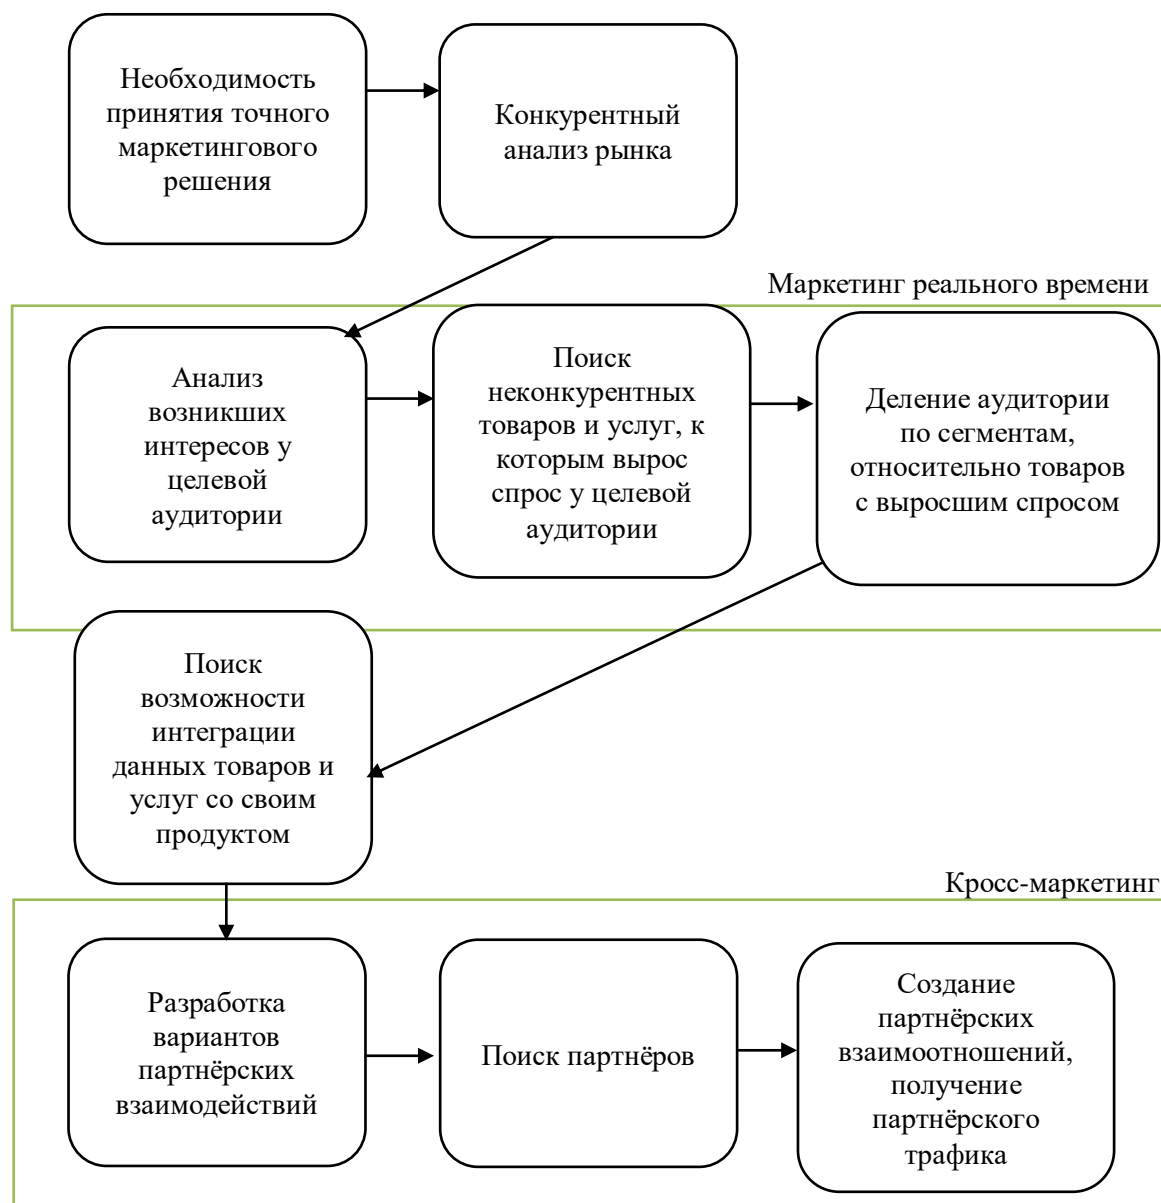 Необходимость
принятия точного
маркетингового
решения
Конкурентный
анализ рынка
Маркетинг реального времени
Анализ
возникших
интересов у
целевой
аудитории
Поиск
неконкурентных
товаров и услуг, к
которым вырос
спрос у целевой
аудитории
Деление аудитории
по сегментам,
относительно товаров
с выросшим спросом
Поиск
возможности
интеграции
данных товаров и
услуг со своим
продуктом
Кросс-маркетинг
Разработка
вариантов
партнёрских
взаимодействий
Поиск партнёров
Создание
партнёрских
взаимоотношений,
получение
партнёрского
трафика